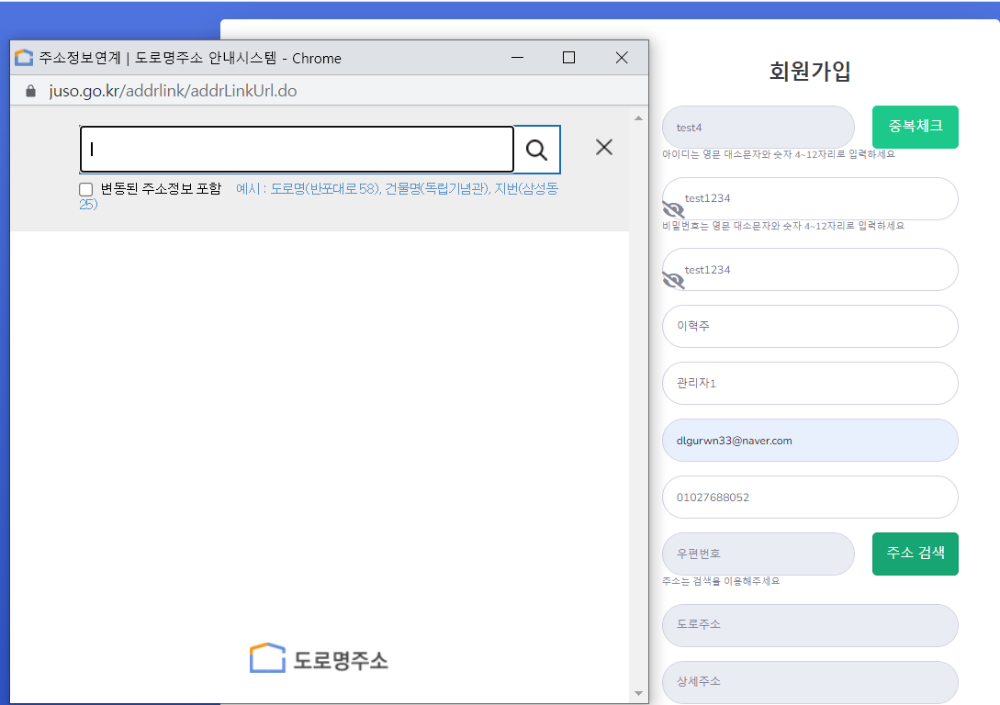 주소정보연계 | 도로명주소 안내시스템 - Chrome
juso.go.kr/addrlink/addrLinkUrl.do
변동된 주소정보 포함 예시 : 도로명(반포대로 58), 건물명(독립기념관), 지번(삼성동
25)
도로명주소
회원가입
test4 중복체크
아이디는 영문 대소문자와 숫자 4~12자리로 입력하세요
test1234
비밀번호는 영문 대소문자와 숫자 4~12자리로 입력하세요
test1234
이혁주
관리자1
dlgurwn33@naver.com
01027688052
우편번호 주소 검색
주소는 검색을 이용해주세요
도로주소
상세주소